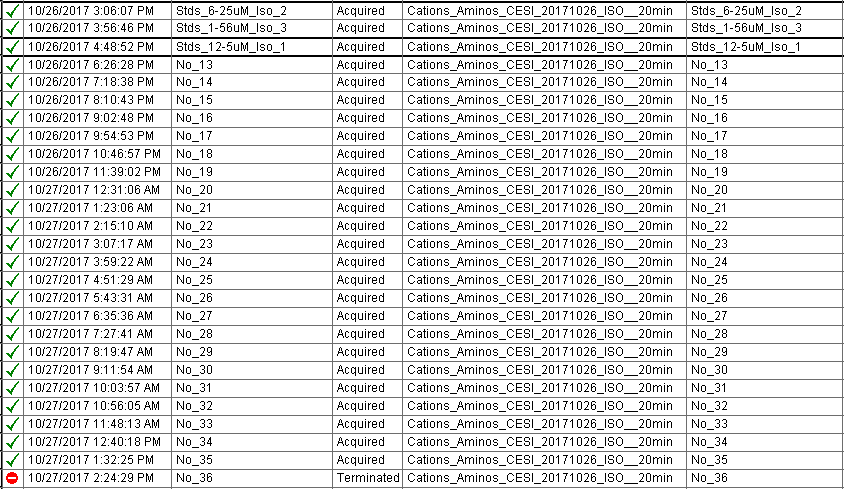 10/26/2017 3:06:07 PM Stds_6-25uM_Iso_2 Acquired Cations_Aminos_CESI_20171026_ISO__20min Stds_6-25uM_Iso_2
10/26/2017 3:56:46 PM Stds_1-56uM_Iso_3 Acquired Cations_Aminos_CESI_20171026_ISO__20min Stds_1-56uM_Iso_3
10/26/2017 4:48:52 PM Stds_12-5uM_Iso_1 Acquired Cations_Aminos_CESI_20171026_ISO__20min Stds_12-5uM_Iso_1
10/26/2017 6:26:28 PM No_13 Acquired Cations_Aminos_CESI_20171026_ISO__20min No_13
10/26/2017 7:18:38 PM No_14 Acquired Cations_Aminos_CESI_20171026_ISO__20min No_14
10/26/2017 8:10:43 PM No_15 Acquired Cations_Aminos_CESI_20171026_ISO__20min No_15
10/26/2017 9:02:48 PM No_16 Acquired Cations_Aminos_CESI_20171026_ISO__20min No_16
10/26/2017 9:54:53 PM No_17 Acquired Cations_Aminos_CESI_20171026_ISO__20min No_17
10/26/2017 10:46:57 PM No_18 Acquired Cations_Aminos_CESI_20171026_ISO__20min No_18
10/26/2017 11:39:02 PM No_19 Acquired Cations_Aminos_CESI_20171026_ISO__20min No_19
10/27/2017 12:31:06 AM No_20 Acquired Cations_Aminos_CESI_20171026_ISO__20min No_20
10/27/2017 1:23:06 AM No_21 Acquired Cations_Aminos_CESI_20171026_ISO__20min No_21
10/27/2017 2:15:10 AM No_22 Acquired Cations_Aminos_CESI_20171026_ISO__20min No_22
10/27/2017 3:07:17 AM No_23 Acquired Cations_Aminos_CESI_20171026_ISO__20min No_23
10/27/2017 3:59:22 AM No_24 Acquired Cations_Aminos_CESI_20171026_ISO__20min No_24
10/27/2017 4:51:29 AM No_25 Acquired Cations_Aminos_CESI_20171026_ISO__20min No_25
10/27/2017 5:43:31 AM No_26 Acquired Cations_Aminos_CESI_20171026_ISO__20min No_26
10/27/2017 6:35:36 AM No_27 Acquired Cations_Aminos_CESI_20171026_ISO__20min No_27
10/27/2017 7:27:41 AM No_28 Acquired Cations_Aminos_CESI_20171026_ISO__20min No_28
10/27/2017 8:19:47 AM No_29 Acquired Cations_Aminos_CESI_20171026_ISO__20min No_29
10/27/2017 9:11:54 AM No_30 Acquired Cations_Aminos_CESI_20171026_ISO__20min No_30
10/27/2017 10:03:57 AM No_31 Acquired Cations_Aminos_CESI_20171026_ISO__20min No_31
10/27/2017 10:56:05 AM No_32 Acquired Cations_Aminos_CESI_20171026_ISO__20min No_32
10/27/2017 11:48:13 AM No_33 Acquired Cations_Aminos_CESI_20171026_ISO__20min No_33
10/27/2017 12:40:18 PM No_34 Acquired Cations_Aminos_CESI_20171026_ISO__20min No_34
10/27/2017 1:32:25 PM No_35 Acquired Cations_Aminos_CESI_20171026_ISO__20min No_35
10/27/2017 2:24:29 PM No_36 Terminated Cations_Aminos_CESI_20171026_ISO__20min No_36